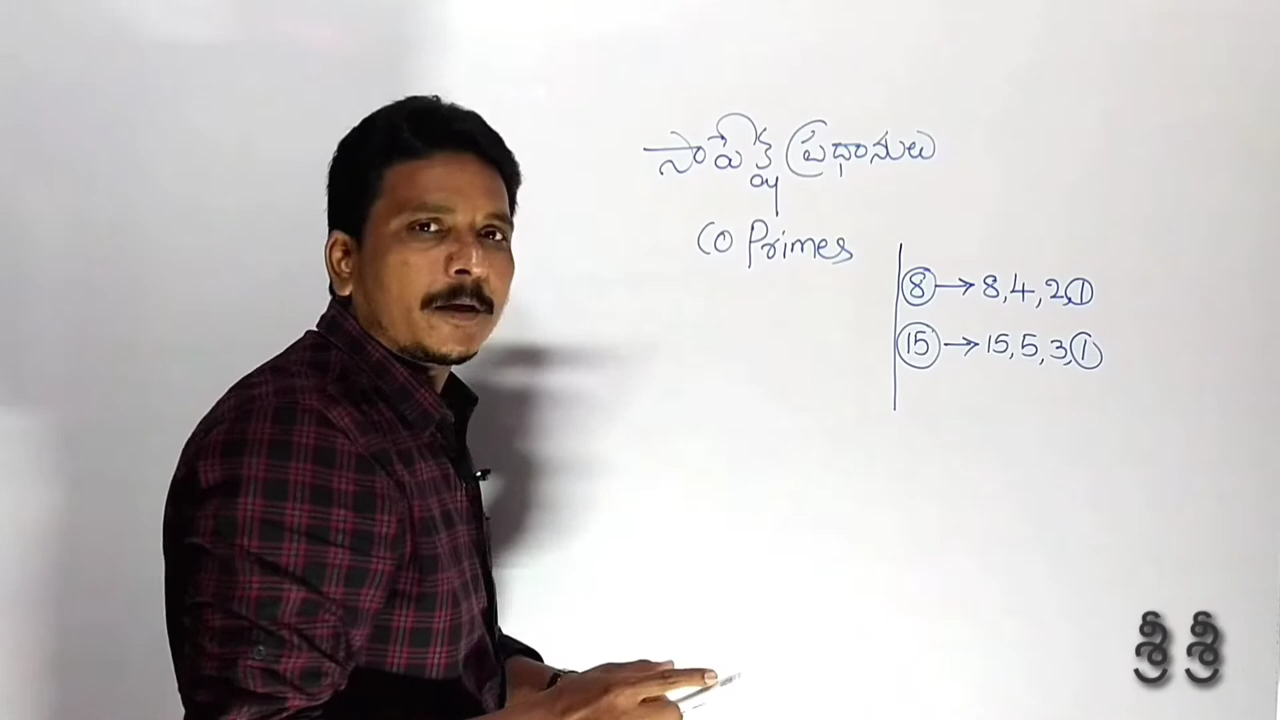 సాపేక్ష ప్రధానులు
Co Primes
8 → 8, 4, 2, 1
15 → 15, 5, 3, 1
శ్రీ శ్రీ